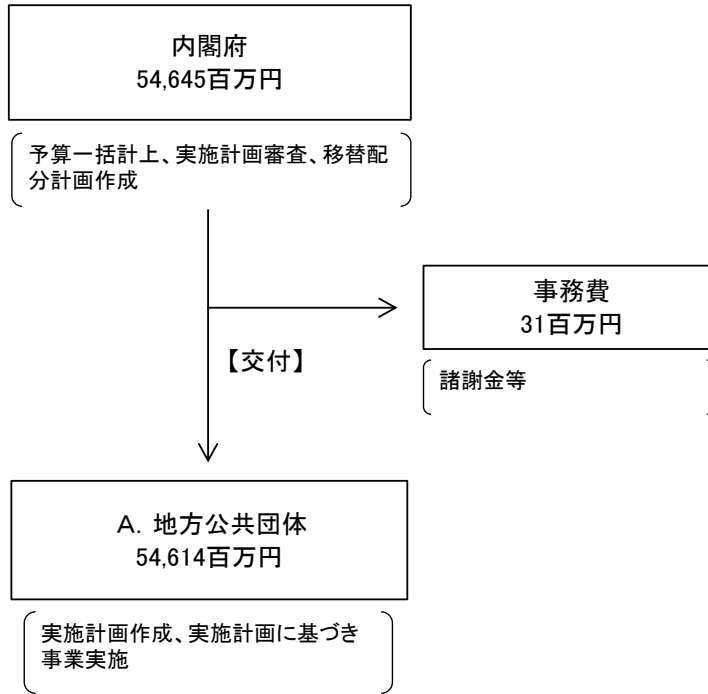 内閣府
54,645百万円
予算一括計上、実施計画審査、移替配
分計画作成
事務費
31百万円
【交付】
諸謝金等
A. 地方公共団体
54,614百万円
実施計画作成、実施計画に基づき
事業実施